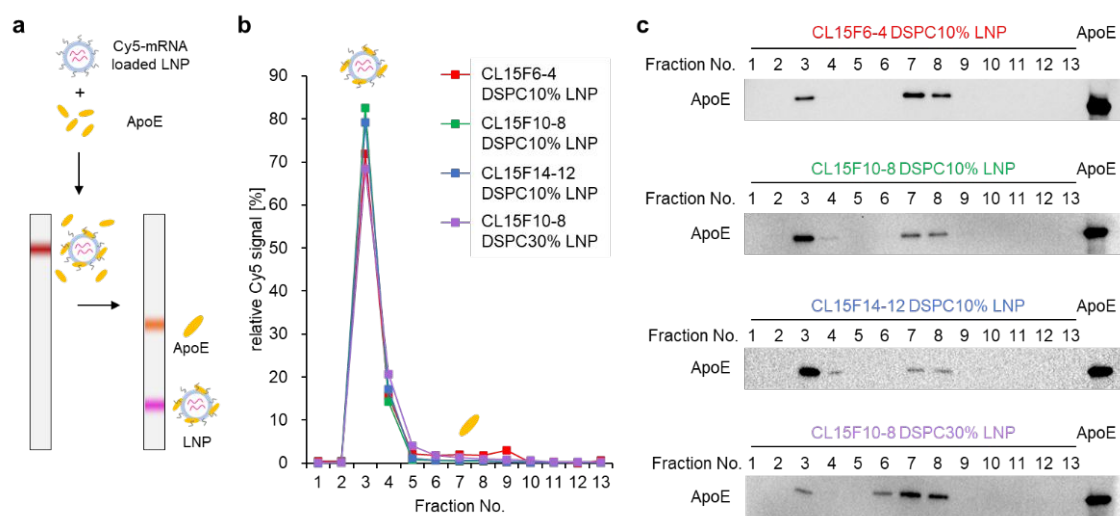 a
Cy5-mRNA
loaded LNP
+
ApoE
ApoE
LNP
b
relative Cy5 signal [%]
90
80
70
60
50
40
30
20
10
0
1 2 3 4 5 6 7 8 9 10 11 12 13
Fraction No.
CL15F6-4
DSPC10% LNP
CL15F10-8
DSPC10% LNP
CL15F14-12
DSPC10% LNP
CL15F10-8
DSPC30% LNP
c
CL15F6-4 DSPC10% LNP ApoE
Fraction No. 1 2 3 4 5 6 7 8 9 10 11 12 13
ApoE
CL15F10-8 DSPC10% LNP ApoE
Fraction No. 1 2 3 4 5 6 7 8 9 10 11 12 13
ApoE
CL15F14-12 DSPC10% LNP ApoE
Fraction No. 1 2 3 4 5 6 7 8 9 10 11 12 13
ApoE
CL15F10-8 DSPC30% LNP ApoE
Fraction No. 1 2 3 4 5 6 7 8 9 10 11 12 13
ApoE